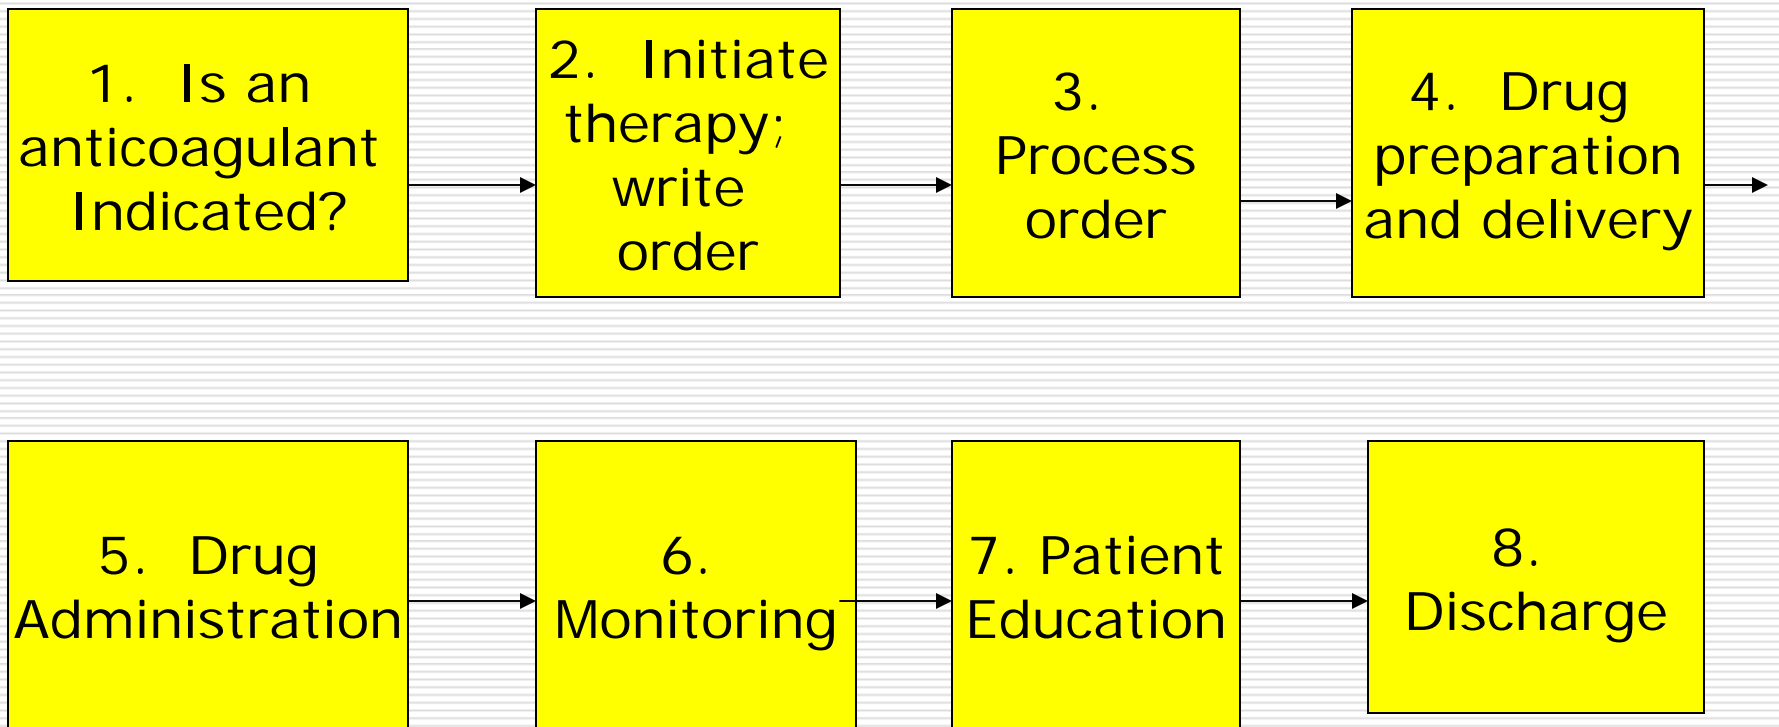 1. Is an
anticoagulant
Indicated?
2. Initiate
therapy;
write
order
3.
Process
order
4. Drug
preparation
and delivery
5. Drug
Administration
6.
Monitoring
7. Patient
Education
8.
Discharge